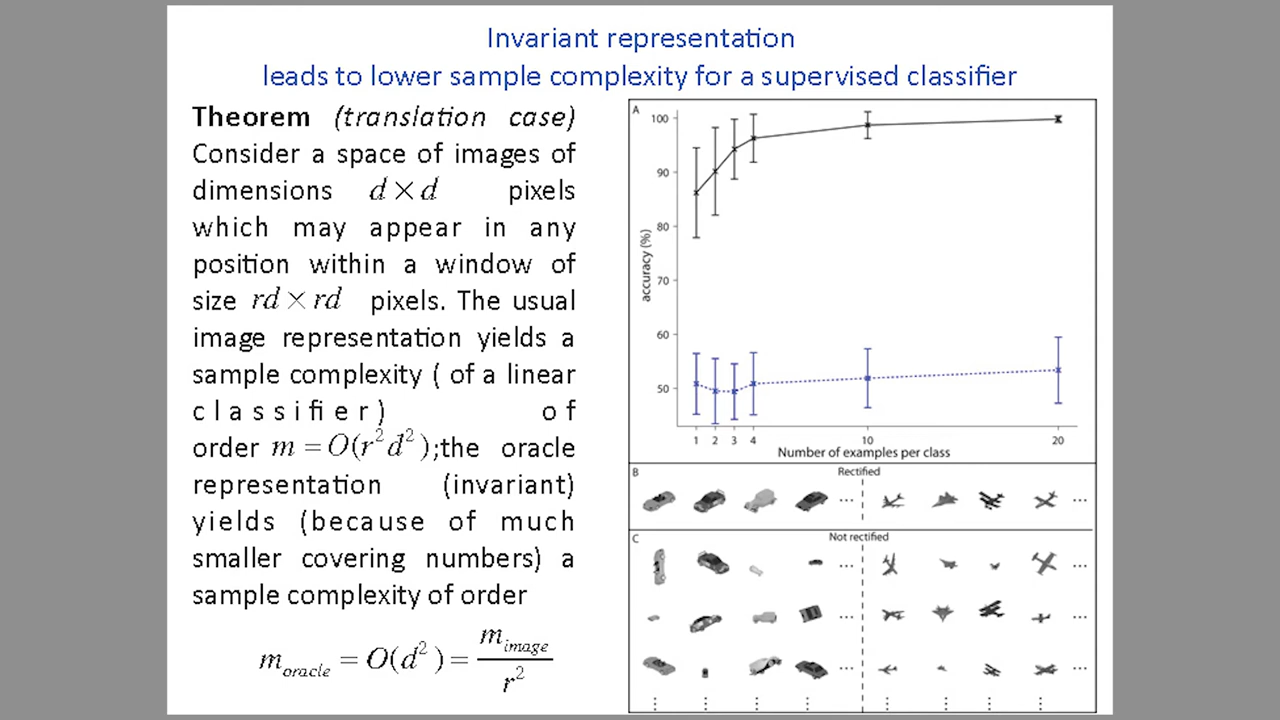 Invariant representation
leads to lower sample complexity for a supervised classifier
Theorem (translation case)
Consider a space of images of
dimensions d × d pixels
which may appear in any
position within a window of
size rd × rd pixels. The usual
image representation yields a
sample complexity ( of a linear
classifier) of
order m = O(r²d²);the oracle
representation (invariant)
yields (because of much
smaller covering numbers) a
sample complexity of order
m_oracle = O(d²) = m_image / r²
A
100
90
80
70
60
50
accuracy (%)
1 2 3 4 10 20
Number of examples per class
B
Rectified
...
...
C
Not rectified
...
...
...
...
...
...